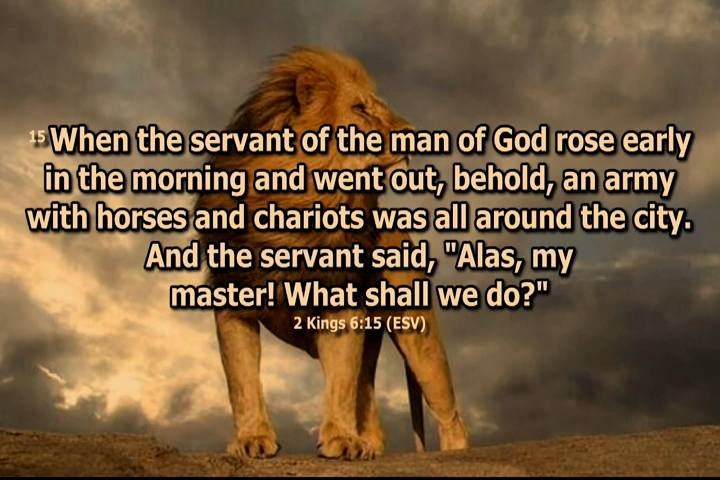 15 When the servant of the man of God rose early
in the morning and went out, behold, an army
with horses and chariots was all around the city.
And the servant said, "Alas, my
master! What shall we do?"
2 Kings 6:15 (ESV)